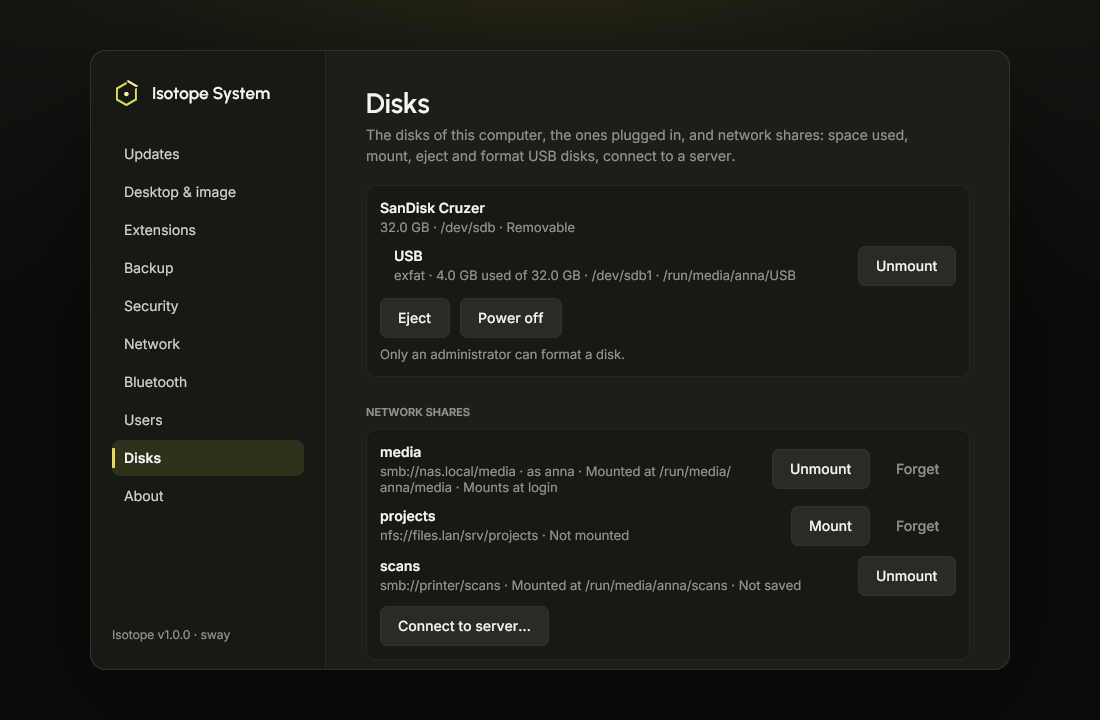 Isotope System
Updates
Desktop & image
Extensions
Backup
Security
Network
Bluetooth
Users
Disks
About
Isotope v1.0.0 · sway
Disks
The disks of this computer, the ones plugged in, and network shares: space used,
mount, eject and format USB disks, connect to a server.
SanDisk Cruzer
32.0 GB · /dev/sdb · Removable
USB
exfat · 4.0 GB used of 32.0 GB · /dev/sdb1 · /run/media/anna/USB
Unmount
Eject
Power off
Only an administrator can format a disk.
NETWORK SHARES
media
smb://nas.local/media · as anna · Mounted at /run/media/
anna/media · Mounts at login
Unmount
Forget
projects
nfs://files.lan/srv/projects · Not mounted
Mount
Forget
scans
smb://printer/scans · Mounted at /run/media/anna/scans · Not saved
Unmount
Connect to server...